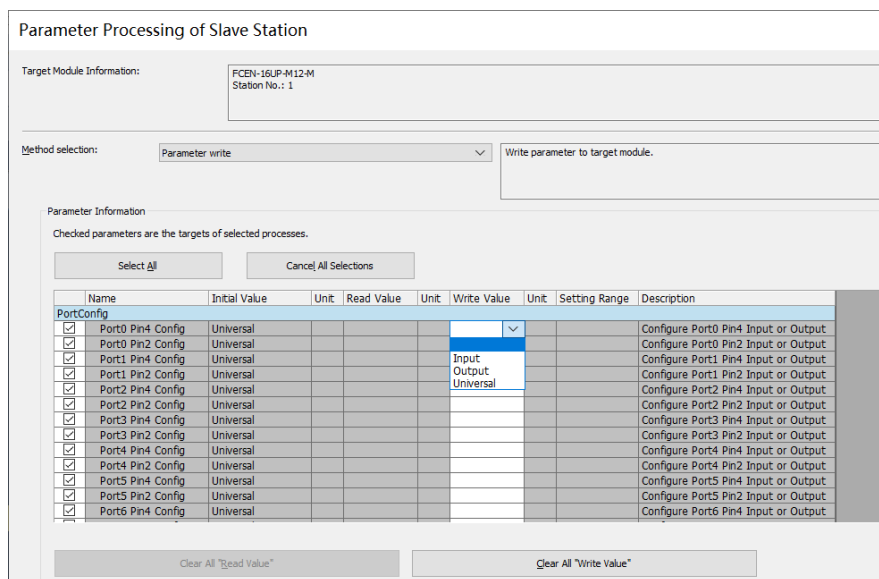 Parameter Processing of Slave Station
Target Module Information:
FCEN-16UP-M12-M
Station No.: 1
Method selection:
Parameter write
Write parameter to target module.
Parameter Information
Checked parameters are the targets of selected processes.
Select All
Cancel All Selections
Name Initial Value Unit Read Value Unit Write Value Unit Setting Range Description
PortConfig
Port0 Pin4 Config Universal Configure Port0 Pin4 Input or Output
Port0 Pin2 Config Universal Configure Port0 Pin2 Input or Output
Port1 Pin4 Config Universal Input Configure Port1 Pin4 Input or Output
Port1 Pin2 Config Universal Output Configure Port1 Pin2 Input or Output
Port2 Pin4 Config Universal Universal Configure Port2 Pin4 Input or Output
Port2 Pin2 Config Universal Configure Port2 Pin2 Input or Output
Port3 Pin4 Config Universal Configure Port3 Pin4 Input or Output
Port3 Pin2 Config Universal Configure Port3 Pin2 Input or Output
Port4 Pin4 Config Universal Configure Port4 Pin4 Input or Output
Port4 Pin2 Config Universal Configure Port4 Pin2 Input or Output
Port5 Pin4 Config Universal Configure Port5 Pin4 Input or Output
Port5 Pin2 Config Universal Configure Port5 Pin2 Input or Output
Port6 Pin4 Config Universal Configure Port6 Pin4 Input or Output
Clear All "Read Value"
Clear All "Write Value"